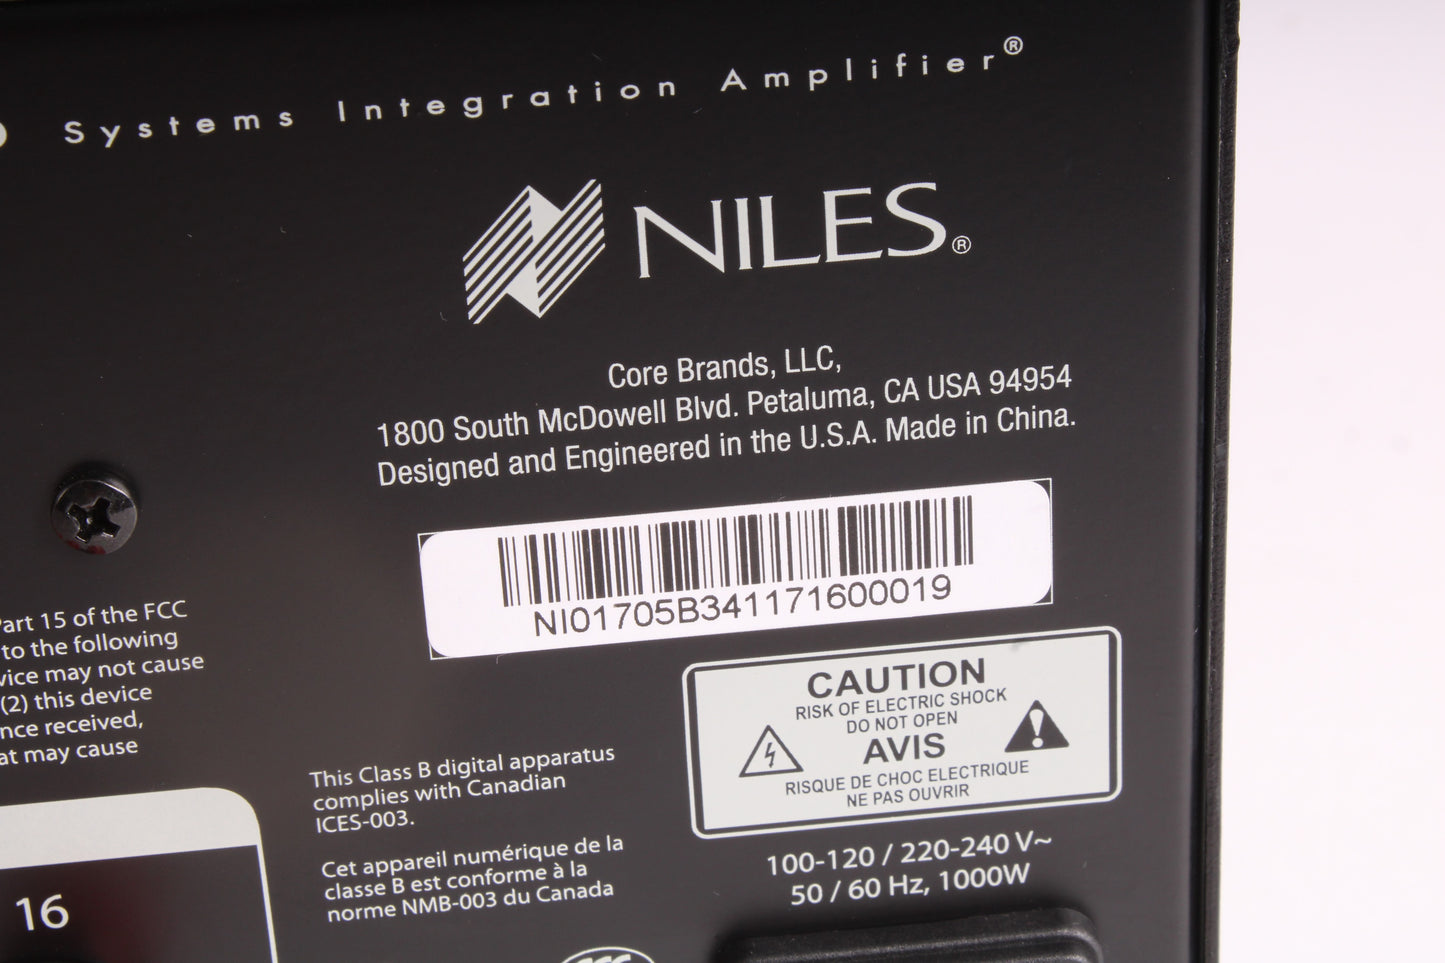 Systems Integration Amplifier®
NILES®
Core Brands, LLC,
1800 South McDowell Blvd. Petaluma, CA USA 94954
Designed and Engineered in the U.S.A. Made in China.
NI01705B341171600019
Part 15 of the FCC
to the following
vice may not cause
(2) this device
nce received,
at may cause
16
This Class B digital apparatus
complies with Canadian
ICES-003.
Cet appareil numérique de la
classe B est conforme à la
norme NMB-003 du Canada
CAUTION
RISK OF ELECTRIC SHOCK
DO NOT OPEN
AVIS
RISQUE DE CHOC ELECTRIQUE
NE PAS OUVRIR
100-120 / 220-240 V~
50 / 60 Hz, 1000W